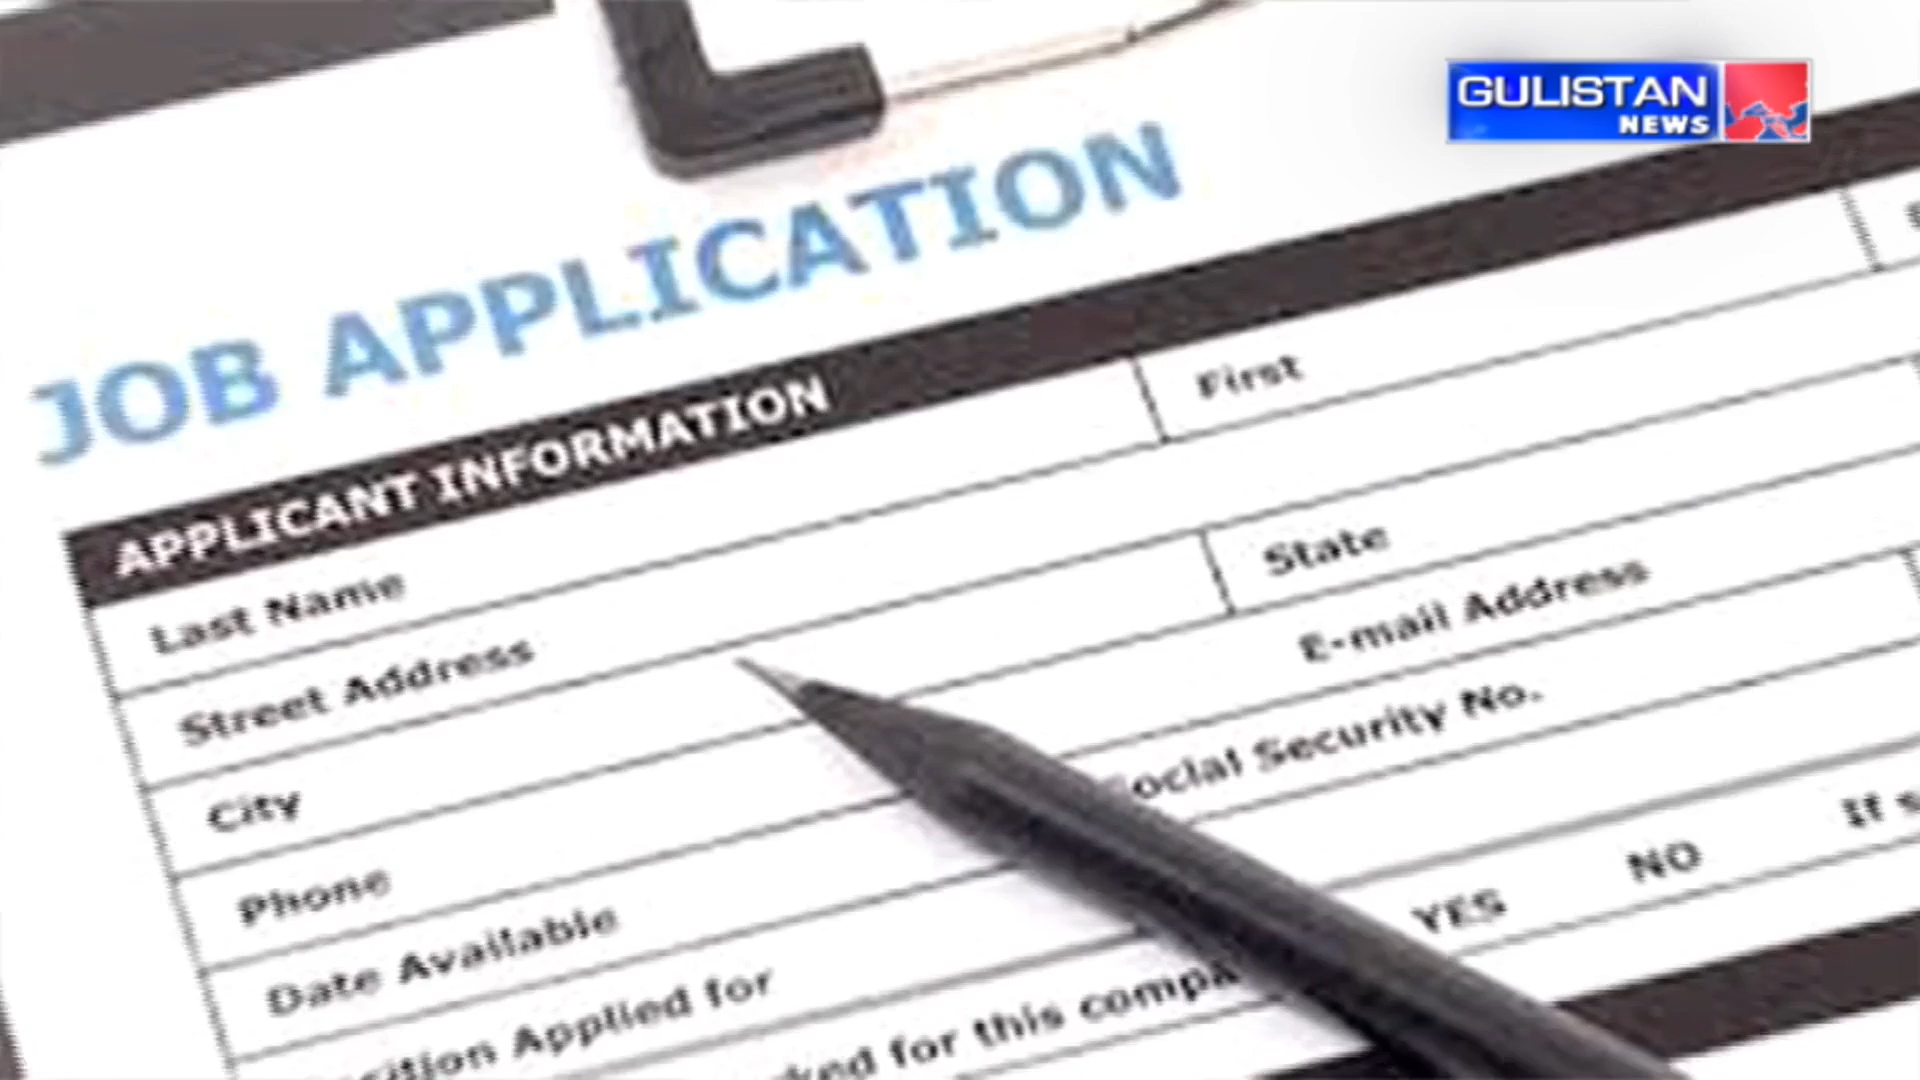 GULISTAN
NEWS
JOB APPLICATION
APPLICANT INFORMATION
Last Name
First
Street Address
City
State
Phone
E-mail Address
Date Available
Social Security No.
Applied for
for this
YES
NO
If